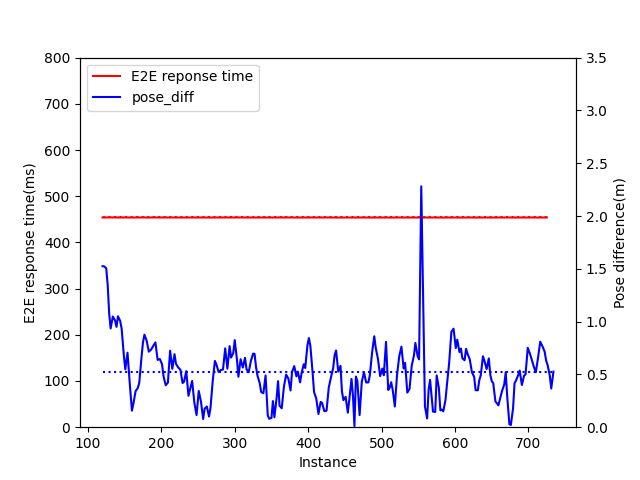 800
700
600
500
400
300
200
100
0
E2E response time(ms)
E2E reponse time
pose_diff
3.5
3.0
2.5
2.0
1.5
1.0
0.5
0.0
Pose difference(m)
100 200 300 400 500 600 700
Instance